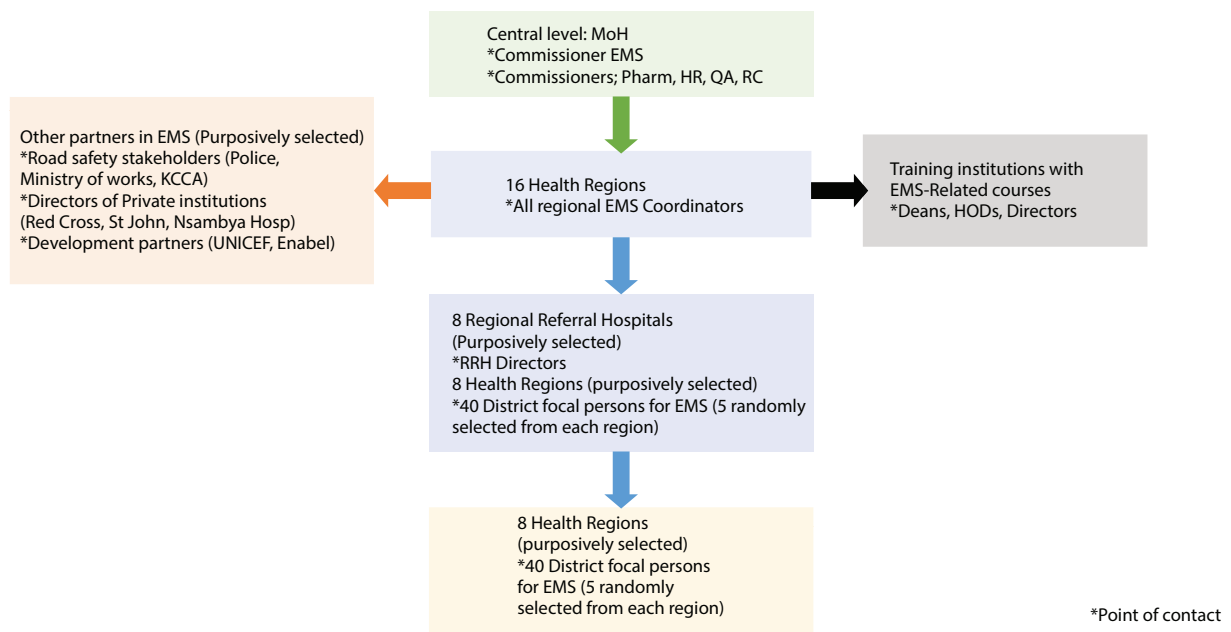 Central level: MoH
*Commissioner EMS
*Commissioners; Pharm, HR, QA, RC
Other partners in EMS (Purposively selected)
*Road safety stakeholders (Police,
Ministry of works, KCCA)
*Directors of Private institutions
(Red Cross, St John, Nsambya Hosp)
*Development partners (UNICEF, Enabel)
16 Health Regions
*All regional EMS Coordinators
Training institutions with
EMS-Related courses
*Deans, HODs, Directors
8 Regional Referral Hospitals
(Purposively selected)
*RRH Directors
8 Health Regions (purposively selected)
*40 District focal persons for EMS (5 randomly
selected from each region)
8 Health Regions
(purposively selected)
*40 District focal persons
for EMS (5 randomly
selected from each region)
*Point of contact